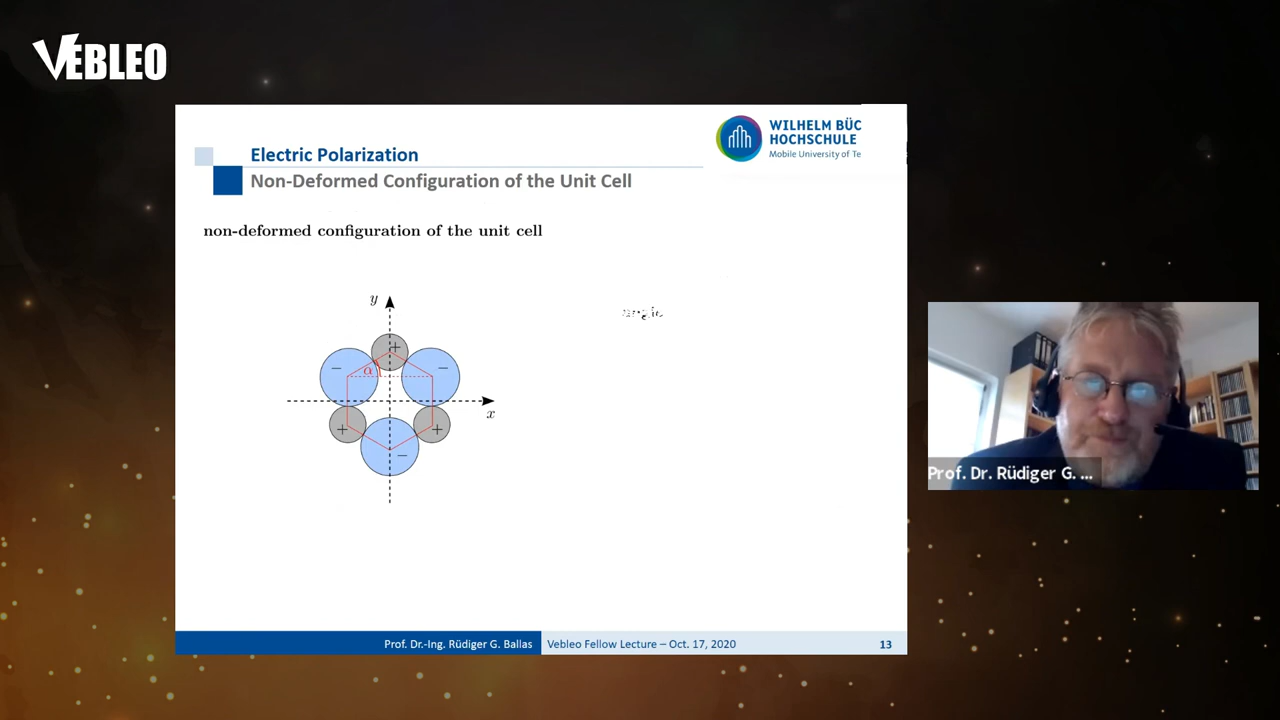 VEBLEO
WILHELM BÜC
HOCHSCHULE
Mobile University of Te
Electric Polarization
Non-Deformed Configuration of the Unit Cell
non-deformed configuration of the unit cell
y
+
−
−
α
x
+
+
−
Prof. Dr. Rüdiger G. ...
Prof. Dr.-Ing. Rüdiger G. Ballas
Vebleo Fellow Lecture – Oct. 17, 2020
13